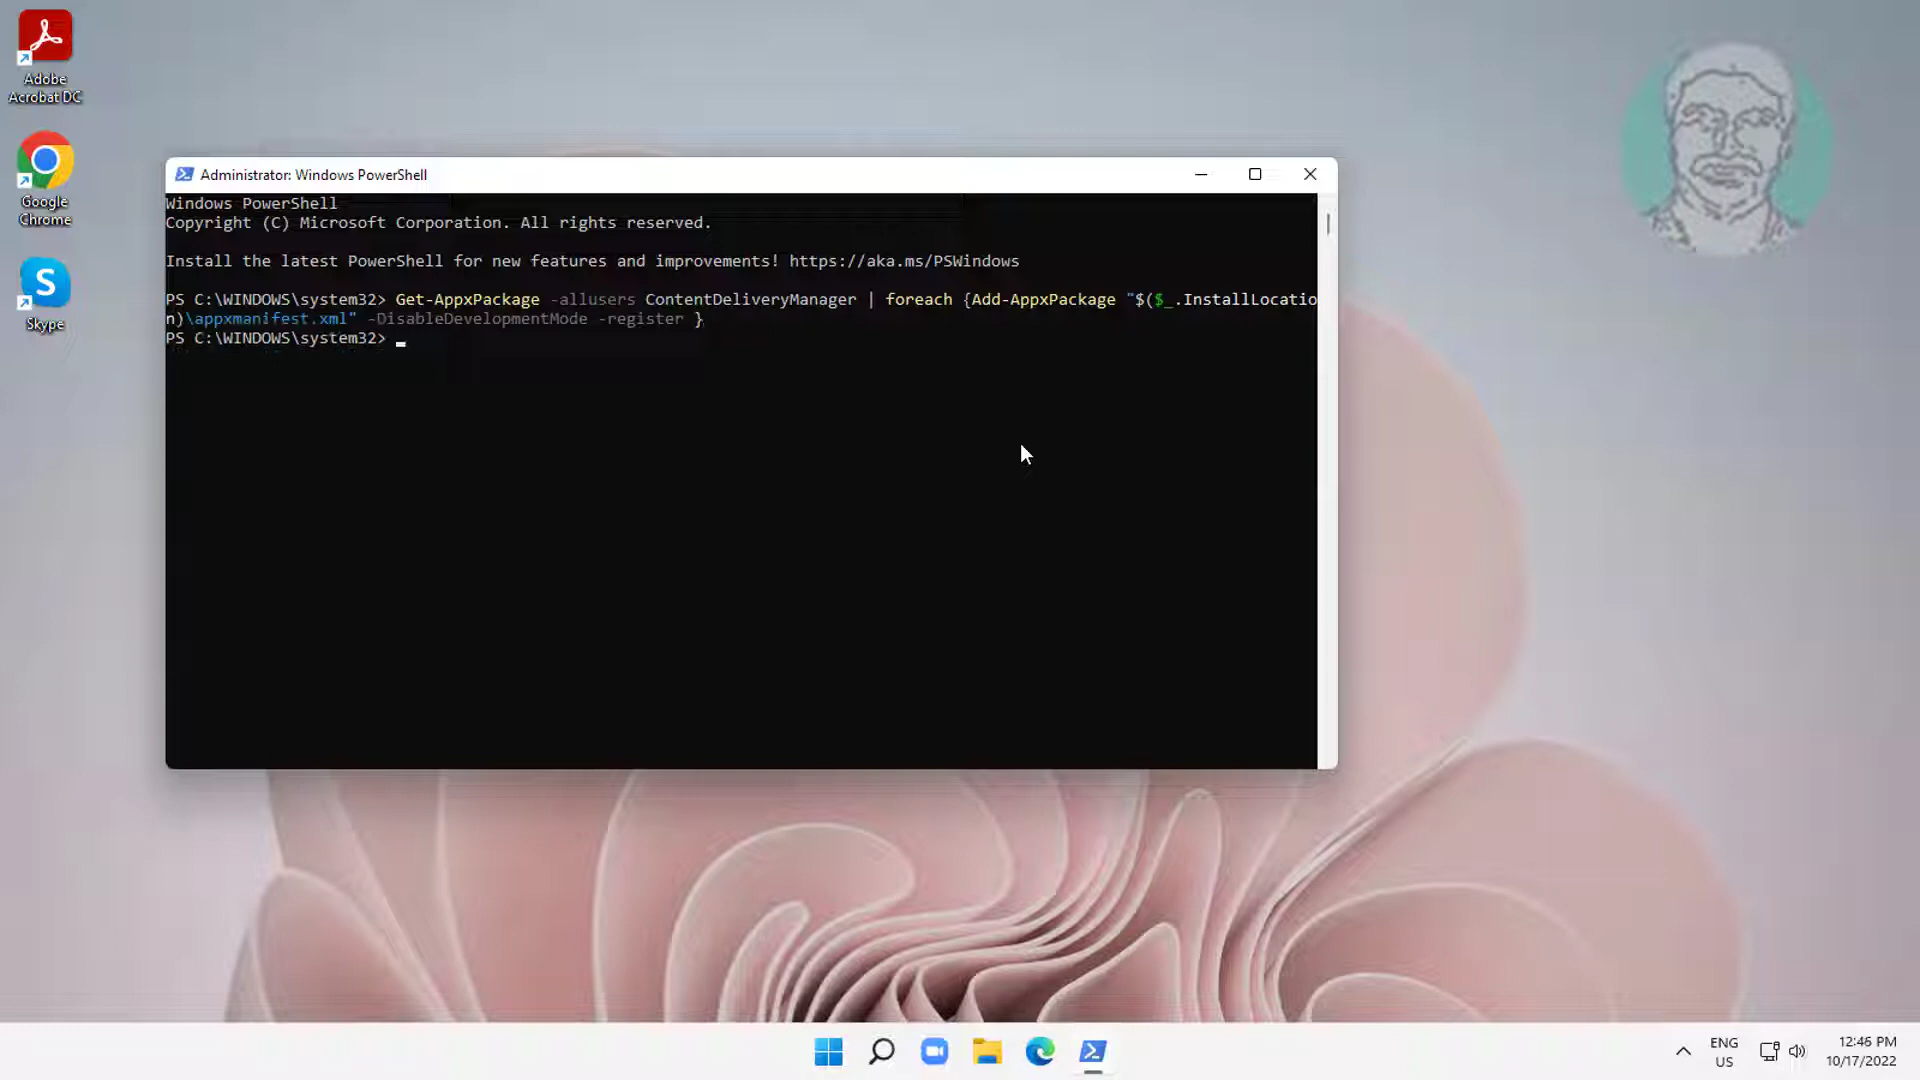 Adobe
Acrobat DC
Google
Chrome
Skype
Administrator: Windows PowerShell
Windows PowerShell
Copyright (C) Microsoft Corporation. All rights reserved.
Install the latest PowerShell for new features and improvements! https://aka.ms/PSWindows
PS C:\WINDOWS\system32> Get-AppxPackage -allusers ContentDeliveryManager | foreach {Add-AppxPackage "$($_.InstallLocatio
n)\appxmanifest.xml" -DisableDevelopmentMode -register }
PS C:\WINDOWS\system32>
ENG
US
12:46 PM
10/17/2022